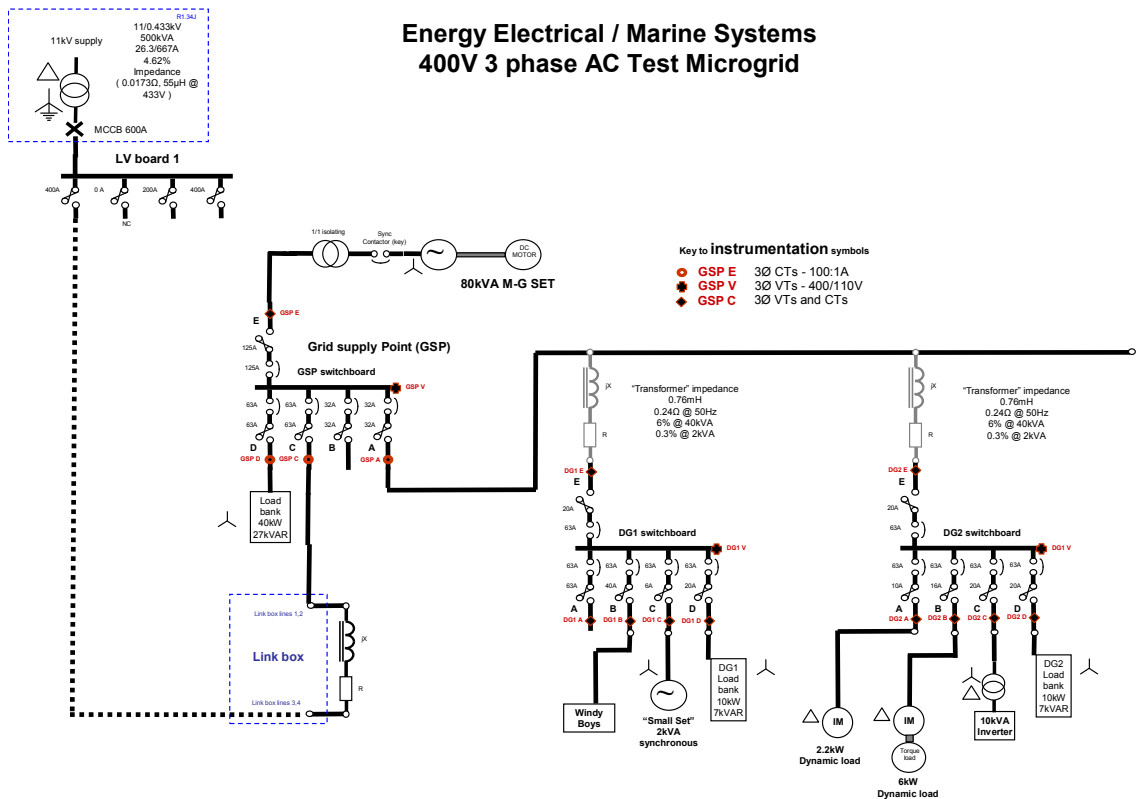 Energy Electrical / Marine Systems
400V 3 phase AC Test Microgrid
R1.34J
11kV supply
11/0.433kV
500kVA
26.3/667A
4.62%
Impedance
( 0.0173Ω, 55μH @
433V )
MCCB 600A
LV board 1
400A
0 A
200A
400A
NC
1/1 isolating
Sync
Contactor (key)
~
DC
MOTOR
80kVA M-G SET
Key to instrumentation symbols
GSP E 3Ø CTs - 100:1A
GSP V 3Ø VTs - 400/110V
GSP C 3Ø VTs and CTs
GSP E
E
125A
125A
Grid supply Point (GSP)
GSP switchboard
GSP V
63A
63A
32A
32A
63A
63A
32A
32A
D
C
B
A
GSP D
GSP C
GSP A
Load
bank
40kW
27kVAR
Link box lines 1,2
Link box
Link box lines 3,4
jX
R
jX
R
"Transformer" impedance
0.76mH
0.24Ω @ 50Hz
6% @ 40kVA
0.3% @ 2kVA
DG1 E
E
20A
63A
DG1 switchboard
DG1 V
63A
63A
63A
63A
63A
40A
6A
20A
A
B
C
D
DG1 A
DG1 B
DG1 C
DG1 D
Windy
Boys
~
"Small Set"
2kVA
synchronous
DG1
Load
bank
10kW
7kVAR
jX
R
"Transformer" impedance
0.76mH
0.24Ω @ 50Hz
6% @ 40kVA
0.3% @ 2kVA
DG2 E
E
20A
63A
DG2 switchboard
DG1 V
63A
63A
63A
63A
10A
16A
20A
20A
A
B
C
D
DG2 A
DG2 B
DG2 C
DG2 D
IM
2.2kW
Dynamic load
IM
Torque
load
6kW
Dynamic load
10kVA
Inverter
DG2
Load
bank
10kW
7kVAR